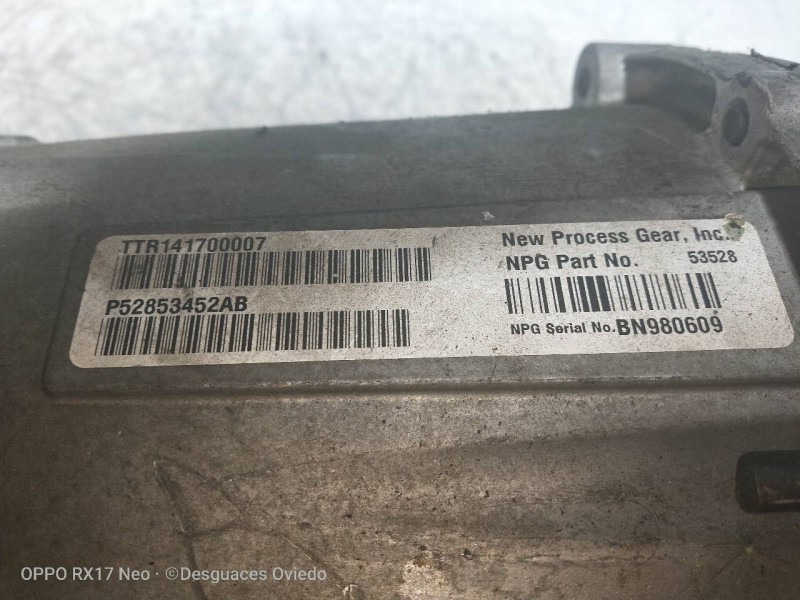 TTR141700007
P52853452AB
New Process Gear, Inc.
NPG Part No. 53528
NPG Serial No. BN980609
OPPO RX17 Neo · ©Desguaces Oviedo